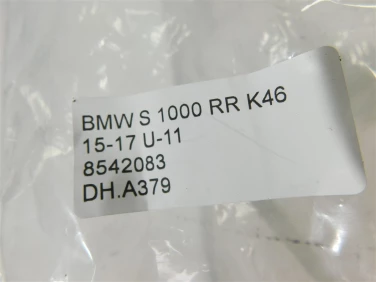 BMW S 1000 RR K46
15-17 U-11
8542083
DH.A379